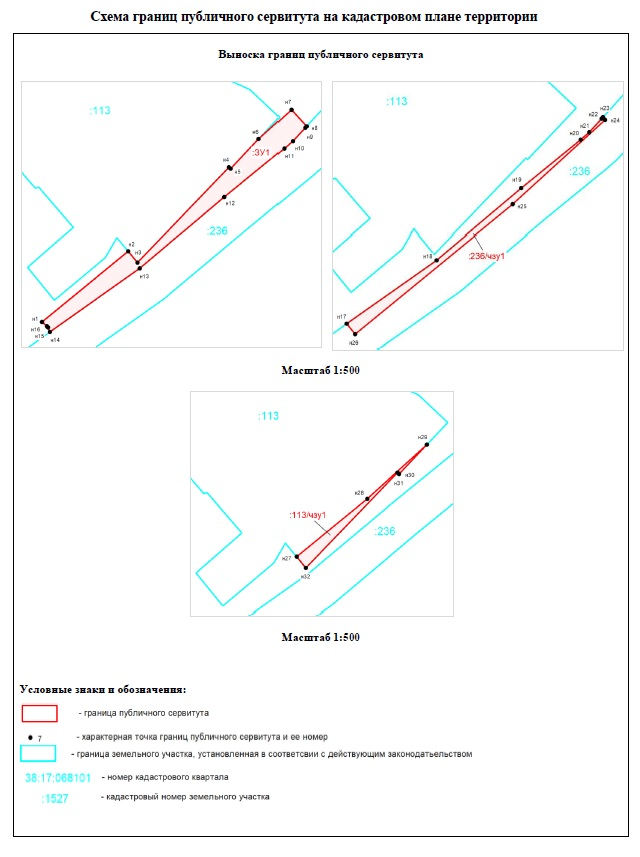 Схема границ публичного сервитута на кадастровом плане территории
Выноска границ публичного сервитута
:113
н7
н8
н6
н9
:ЗУ1
н10
н11
н4
н5
н12
:236
н2
н3
н13
н1
н16
н15
н14
:113
н23
н22
н24
н21
н20
:236
н19
н25
н18
:236/чзу1
н17
н26
Масштаб 1:500
:113
н29
н30
н31
н28
:113/чзу1
:236
н27
н32
Масштаб 1:500
Условные знаки и обозначения:
- граница публичного сервитута
7 - характерная точка границ публичного сервитута и ее номер
- граница земельного участка, установленная в соответсвии с действующим законодательством
38:17:068101 - номер кадастрового квартала
:1527 - кадастровый номер земельного участка